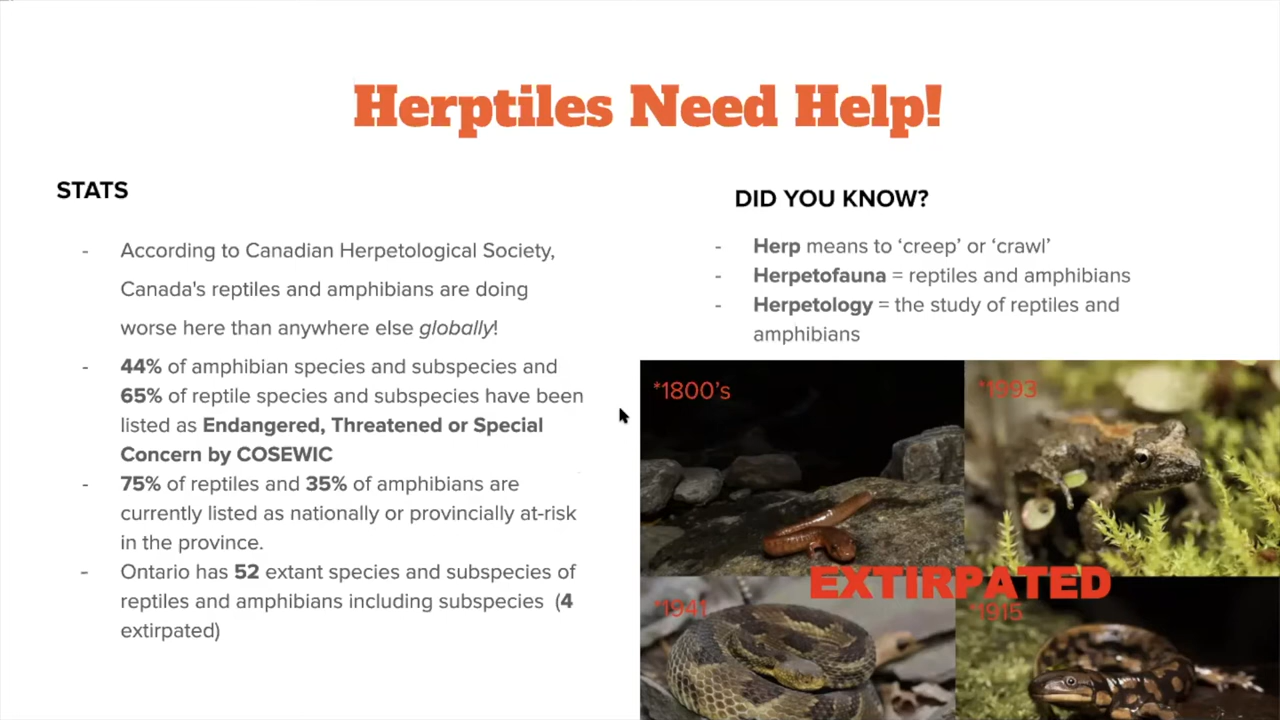 Herptiles Need Help!
STATS
- According to Canadian Herpetological Society,
Canada's reptiles and amphibians are doing
worse here than anywhere else globally!
- 44% of amphibian species and subspecies and
65% of reptile species and subspecies have been
listed as Endangered, Threatened or Special
Concern by COSEWIC
- 75% of reptiles and 35% of amphibians are
currently listed as nationally or provincially at-risk
in the province.
- Ontario has 52 extant species and subspecies of
reptiles and amphibians including subspecies (4
extirpated)
DID YOU KNOW?
- Herp means to ‘creep’ or ‘crawl’
- Herpetofauna = reptiles and amphibians
- Herpetology = the study of reptiles and
amphibians
*1800’s
*1993
EXTIRPATED
*1941
*1915